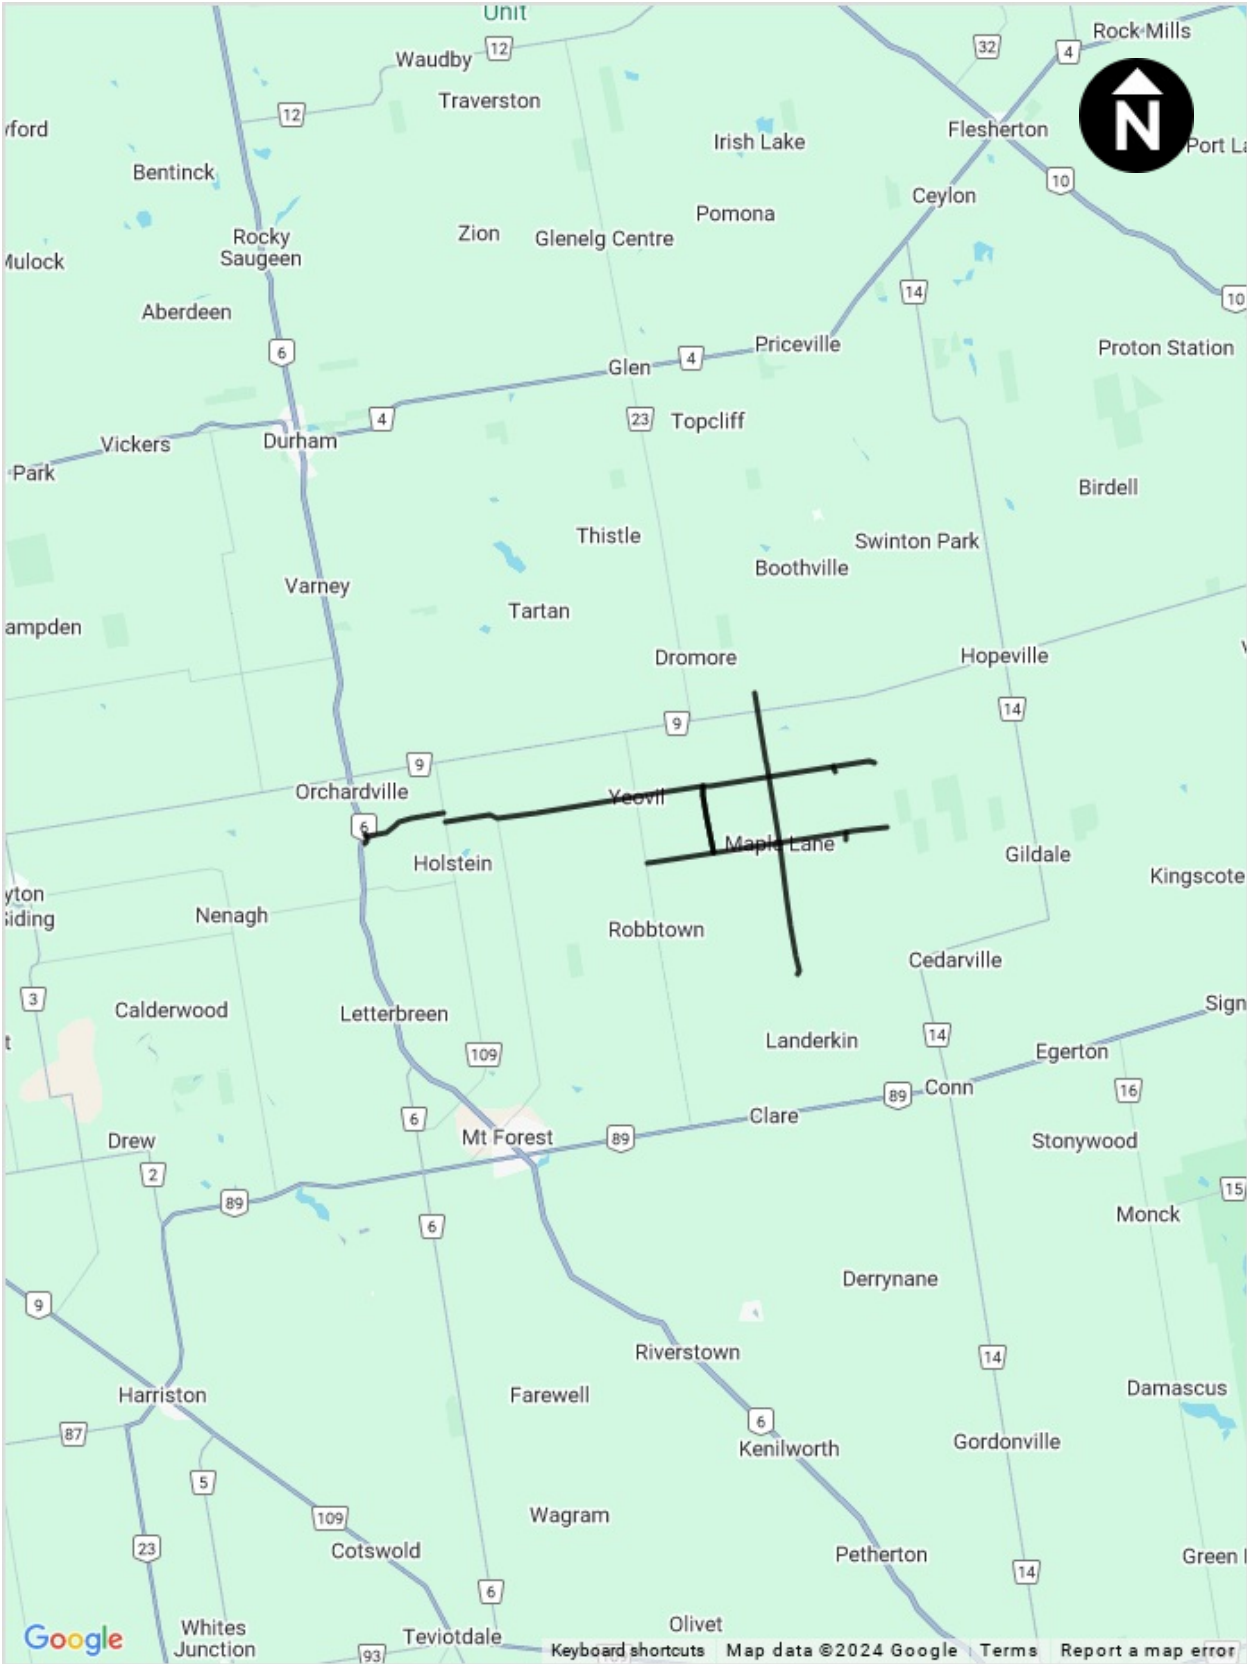 Unit
Rock Mills
32
4
12
Waudby
Traverston
12
N
Flesherton
Irish Lake
Bentinck
10
Ceylon
Pomona
Zion
Glenelg Centre
Rocky
Saugeen
Mulock
Aberdeen
14
10
6
Priceville
4
Glen
Proton Station
4
23
Topcliff
Vickers
Durham
Park
Birdell
Thistle
Swinton Park
Boothville
Varney
Tartan
ampden
Dromore
Hopeville
9
14
9
Orchardville
Yeovil
6
Maple Lane
Holstein
Gildale
Kingscote
yton
Siding
Nenagh
Robbtown
Cedarville
3
Calderwood
Letterbreen
Sign
14
Landerkin
109
Egerton
Conn
89
16
6
Clare
Drew
Mt Forest
89
Stonywood
2
89
15
6
Monck
Derrynane
9
Riverstown
14
Harriston
Farewell
Damascus
87
6
Kenilworth
Gordonville
5
109
Wagram
23
Cotswold
Petherton
Green
14
6
Whites
Junction
Teviotdale
Olivet
93
Google
Keyboard shortcuts
Map data ©2024 Google
Terms
Report a map error